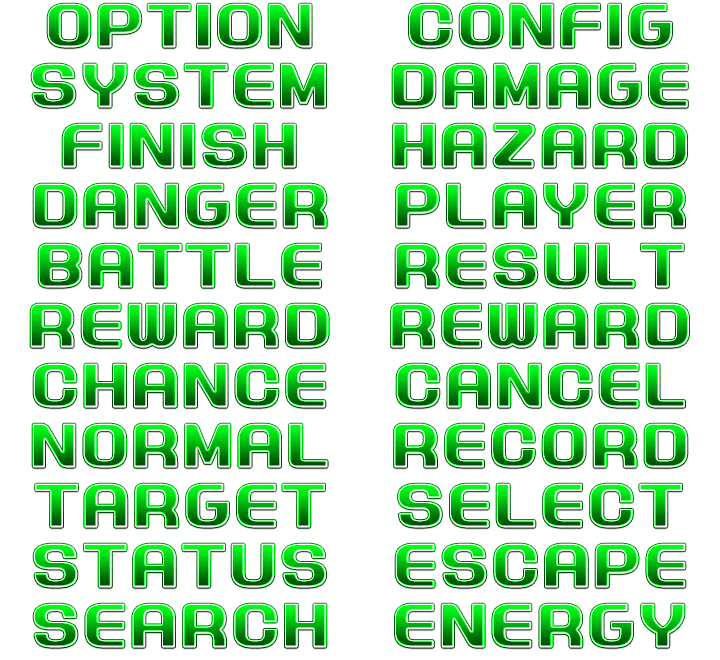 OPTION CONFIG
SYSTEM DAMAGE
FINISH HAZARD
DANGER PLAYER
BATTLE RESULT
REWARD REWARD
CHANCE CANCEL
NORMAL RECORD
TARGET SELECT
STATUS ESCAPE
SEARCH ENERGY